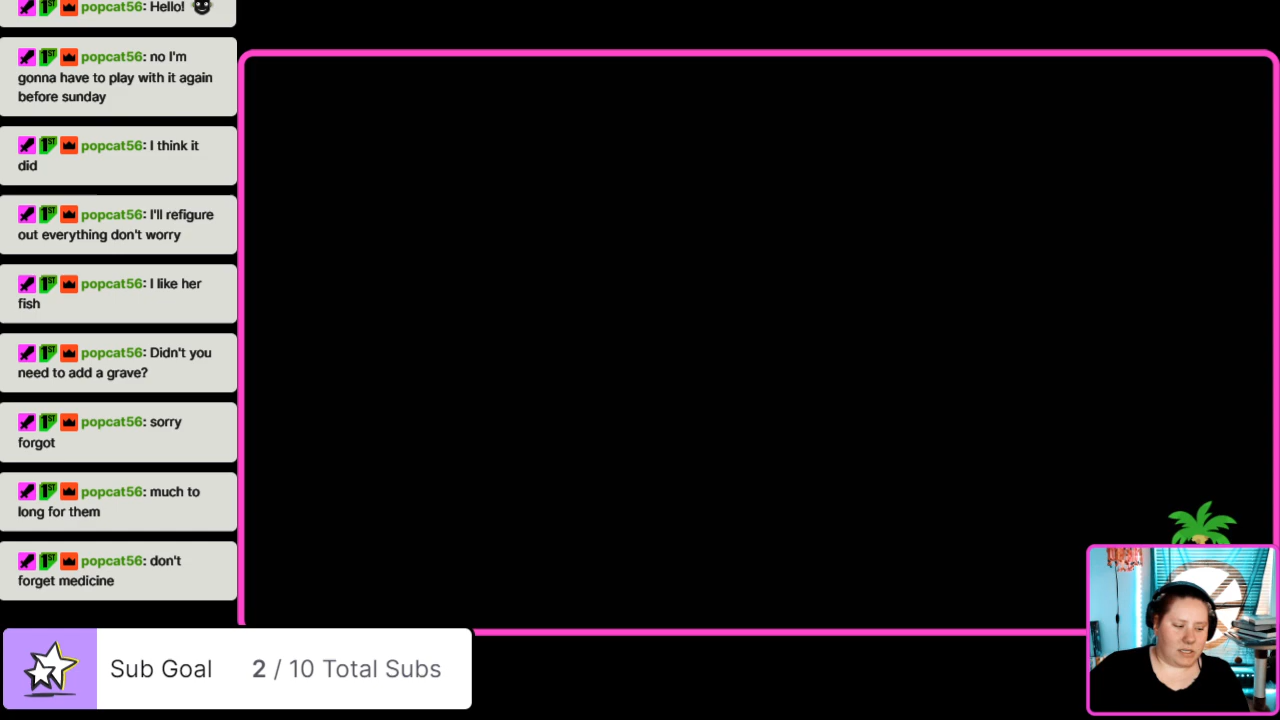 popcat56: Hello!
popcat56: no I'm
gonna have to play with it again
before sunday
popcat56: I think it
did
popcat56: I'll refigure
out everything don't worry
popcat56: I like her
fish
popcat56: Didn't you
need to add a grave?
popcat56: sorry
forgot
popcat56: much to
long for them
popcat56: don't
forget medicine
Sub Goal 2 / 10 Total Subs